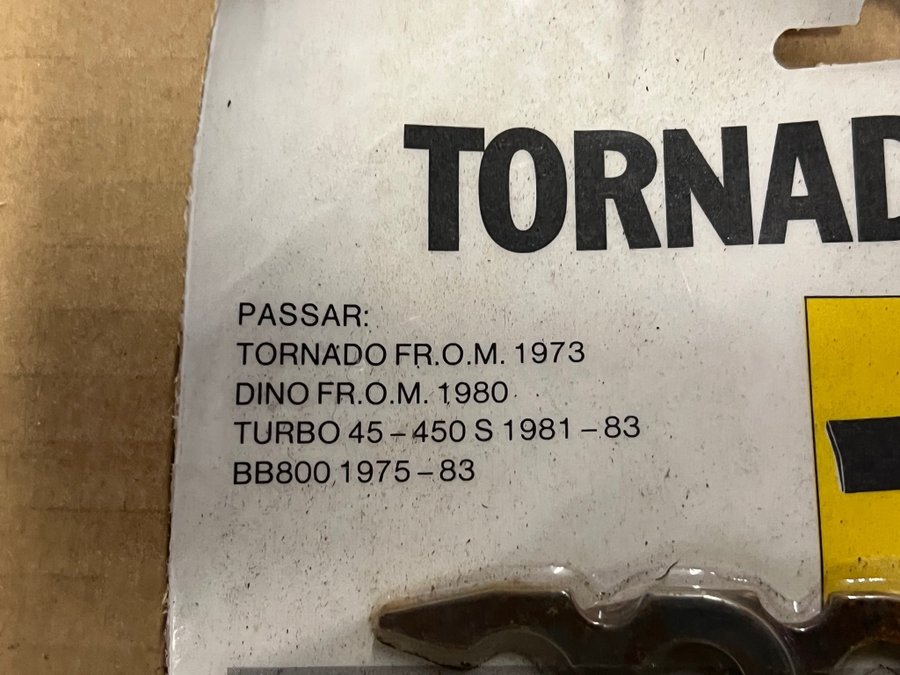 TORNAD
PASSAR:
TORNADO FR.O.M. 1973
DINO FR.O.M. 1980
TURBO 45 – 450 S 1981 – 83
BB800 1975 – 83